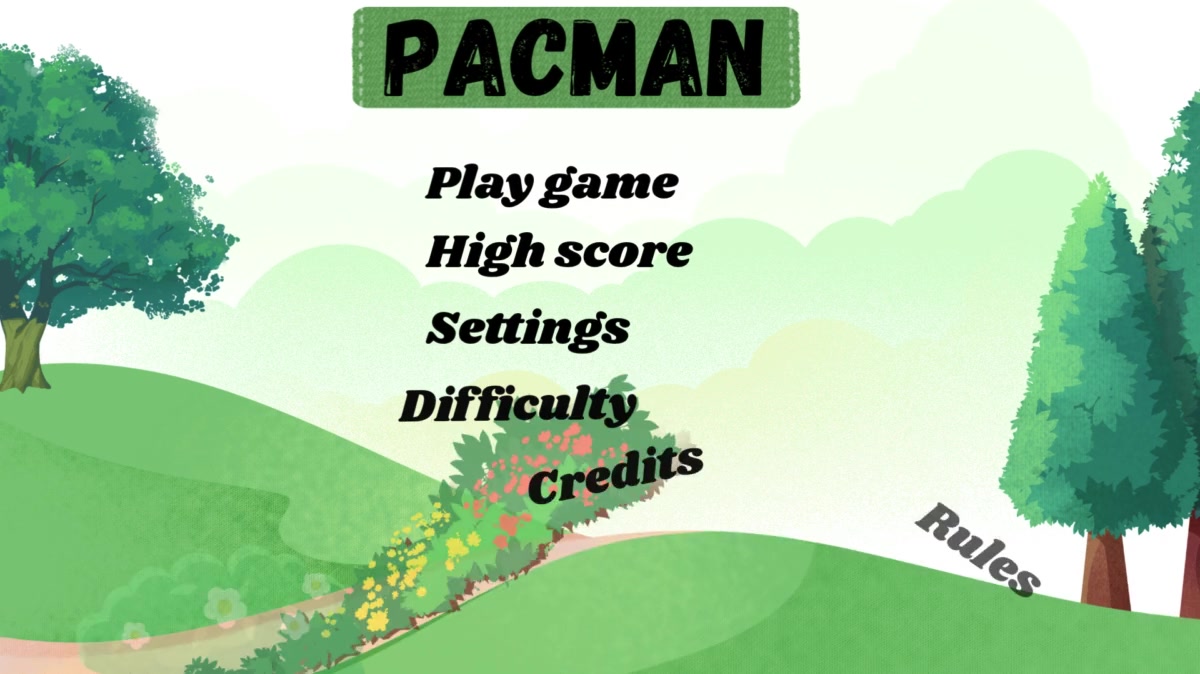 PACMAN
Play game
High score
Settings
Difficulty
Credits
Rules